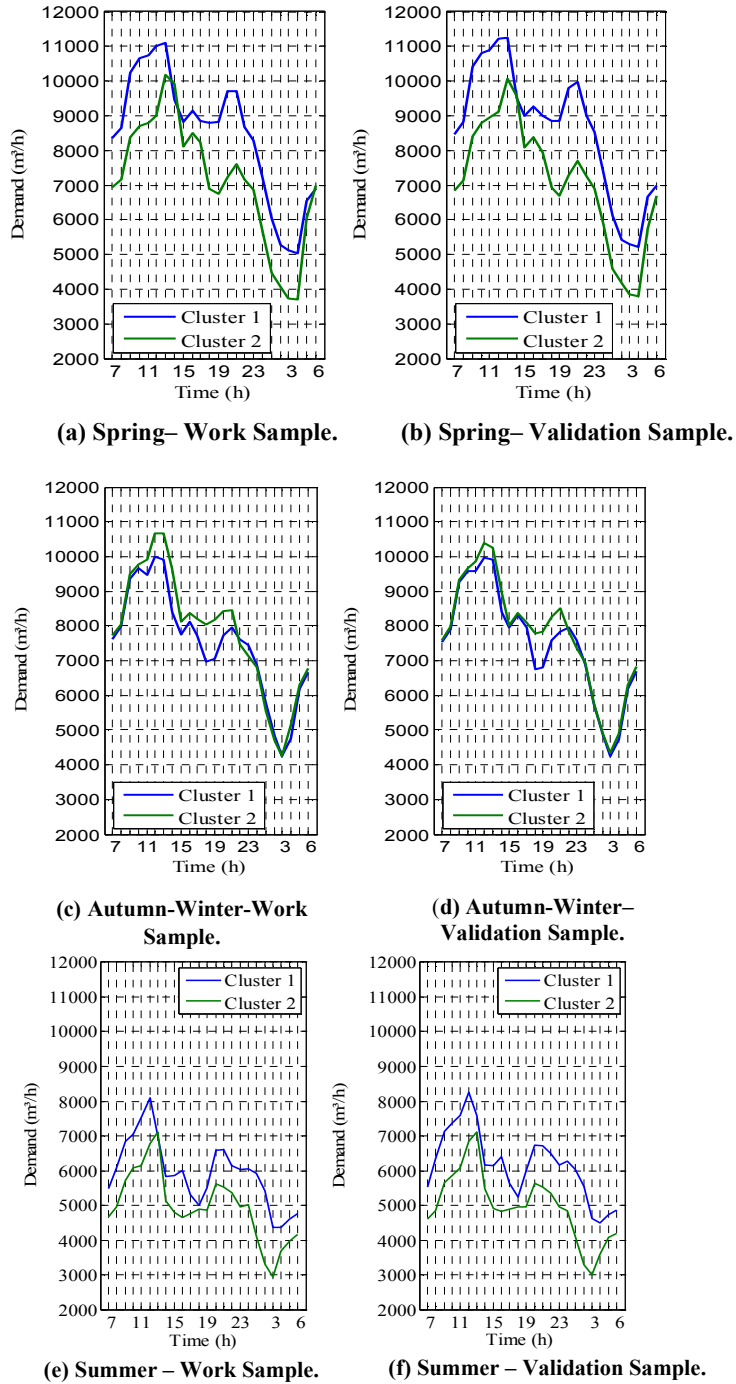 12000
11000
10000
9000
8000
7000
6000
5000
4000
3000
2000
Demand (m³/h)
Cluster 1
Cluster 2
7 11 15 19 23 3 6
Time (h)
(a) Spring– Work Sample.
12000
11000
10000
9000
8000
7000
6000
5000
4000
3000
2000
Demand (m³/h)
Cluster 1
Cluster 2
7 11 15 19 23 3 6
Time (h)
(b) Spring– Validation Sample.
12000
11000
10000
9000
8000
7000
6000
5000
4000
3000
2000
Demand (m³/h)
Cluster 1
Cluster 2
7 11 15 19 23 3 6
Time (h)
(c) Autumn-Winter-Work
Sample.
12000
11000
10000
9000
8000
7000
6000
5000
4000
3000
2000
Demand (m³/h)
Cluster 1
Cluster 2
7 11 15 19 23 3 6
Time (h)
(d) Autumn-Winter–
Validation Sample.
12000
11000
10000
9000
8000
7000
6000
5000
4000
3000
2000
Demand (m³/h)
Cluster 1
Cluster 2
7 11 15 19 23 3 6
Time (h)
(e) Summer – Work Sample.
12000
11000
10000
9000
8000
7000
6000
5000
4000
3000
2000
Demand (m³/h)
Cluster 1
Cluster 2
7 11 15 19 23 3 6
Time (h)
(f) Summer – Validation Sample.